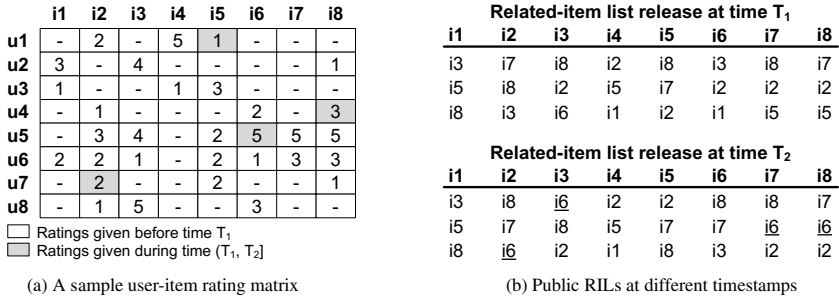 i1 i2 i3 i4 i5 i6 i7 i8
u1 - 2 - 5 1 - - -
u2 3 - 4 - - - - 1
u3 1 - - 1 3 - - -
u4 - 1 - - - 2 - 3
u5 - 3 4 - 2 5 5 5
u6 2 2 1 - 2 1 3 3
u7 - 2 - - 2 - - 1
u8 - 1 5 - - 3 - -
Ratings given before time T1
Ratings given during time (T1, T2]
(a) A sample user-item rating matrix
Related-item list release at time T1
i1 i2 i3 i4 i5 i6 i7 i8
i3 i7 i8 i2 i8 i3 i8 i7
i5 i8 i2 i5 i7 i2 i2 i2
i8 i3 i6 i1 i2 i1 i5 i5
Related-item list release at time T2
i1 i2 i3 i4 i5 i6 i7 i8
i3 i8 i6 i2 i2 i8 i8 i7
i5 i7 i8 i5 i7 i7 i6 i6
i8 i6 i2 i1 i8 i3 i2 i2
(b) Public RILs at different timestamps